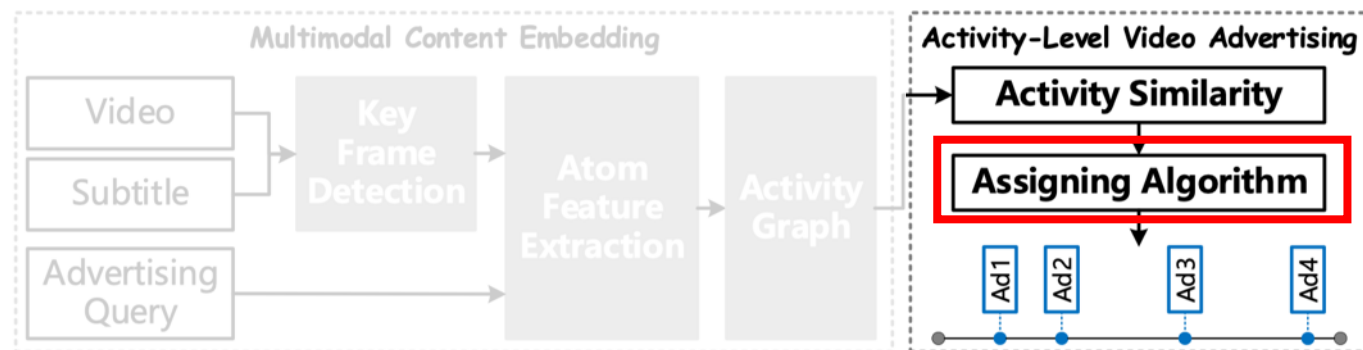 Multimodal Content Embedding
Video
Subtitle
Advertising
Query
Key
Frame
Detection
Atom
Feature
Extraction
Activity
Graph
Activity-Level Video Advertising
Activity Similarity
Assigning Algorithm
Ad1
Ad2
Ad3
Ad4